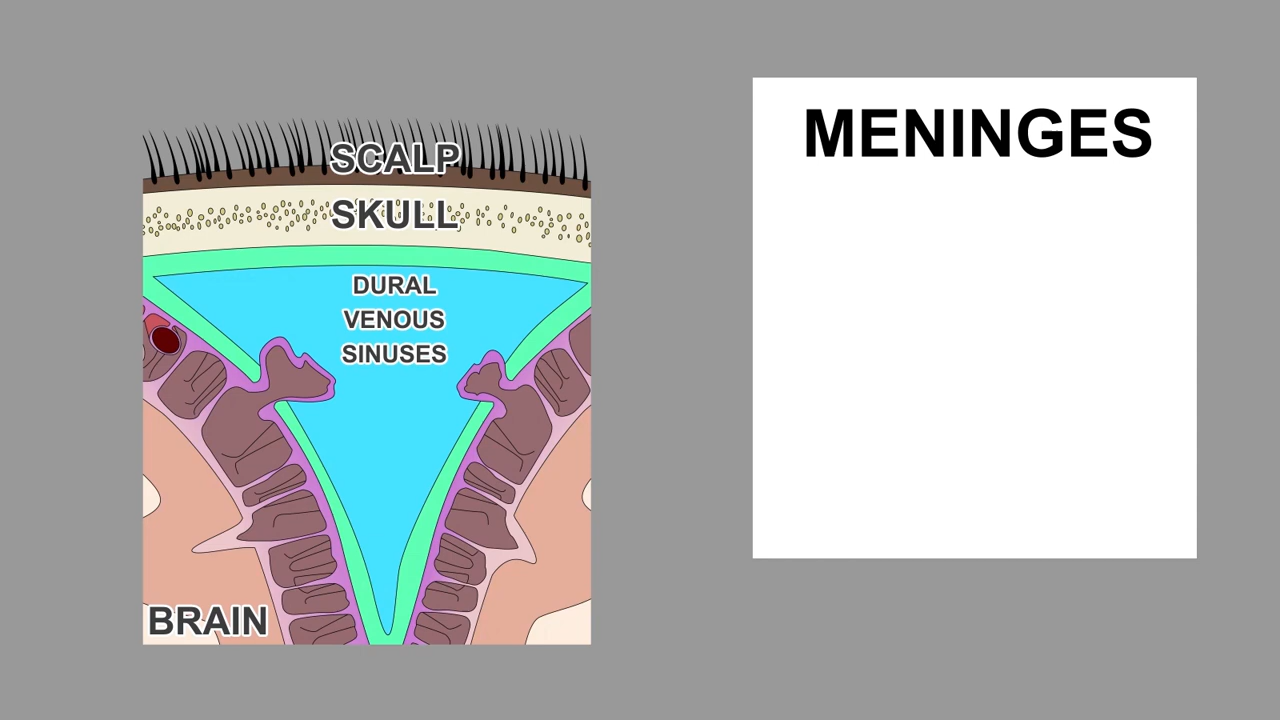 SCALP
SKULL
DURAL
VENOUS
SINUSES
BRAIN
MENINGES